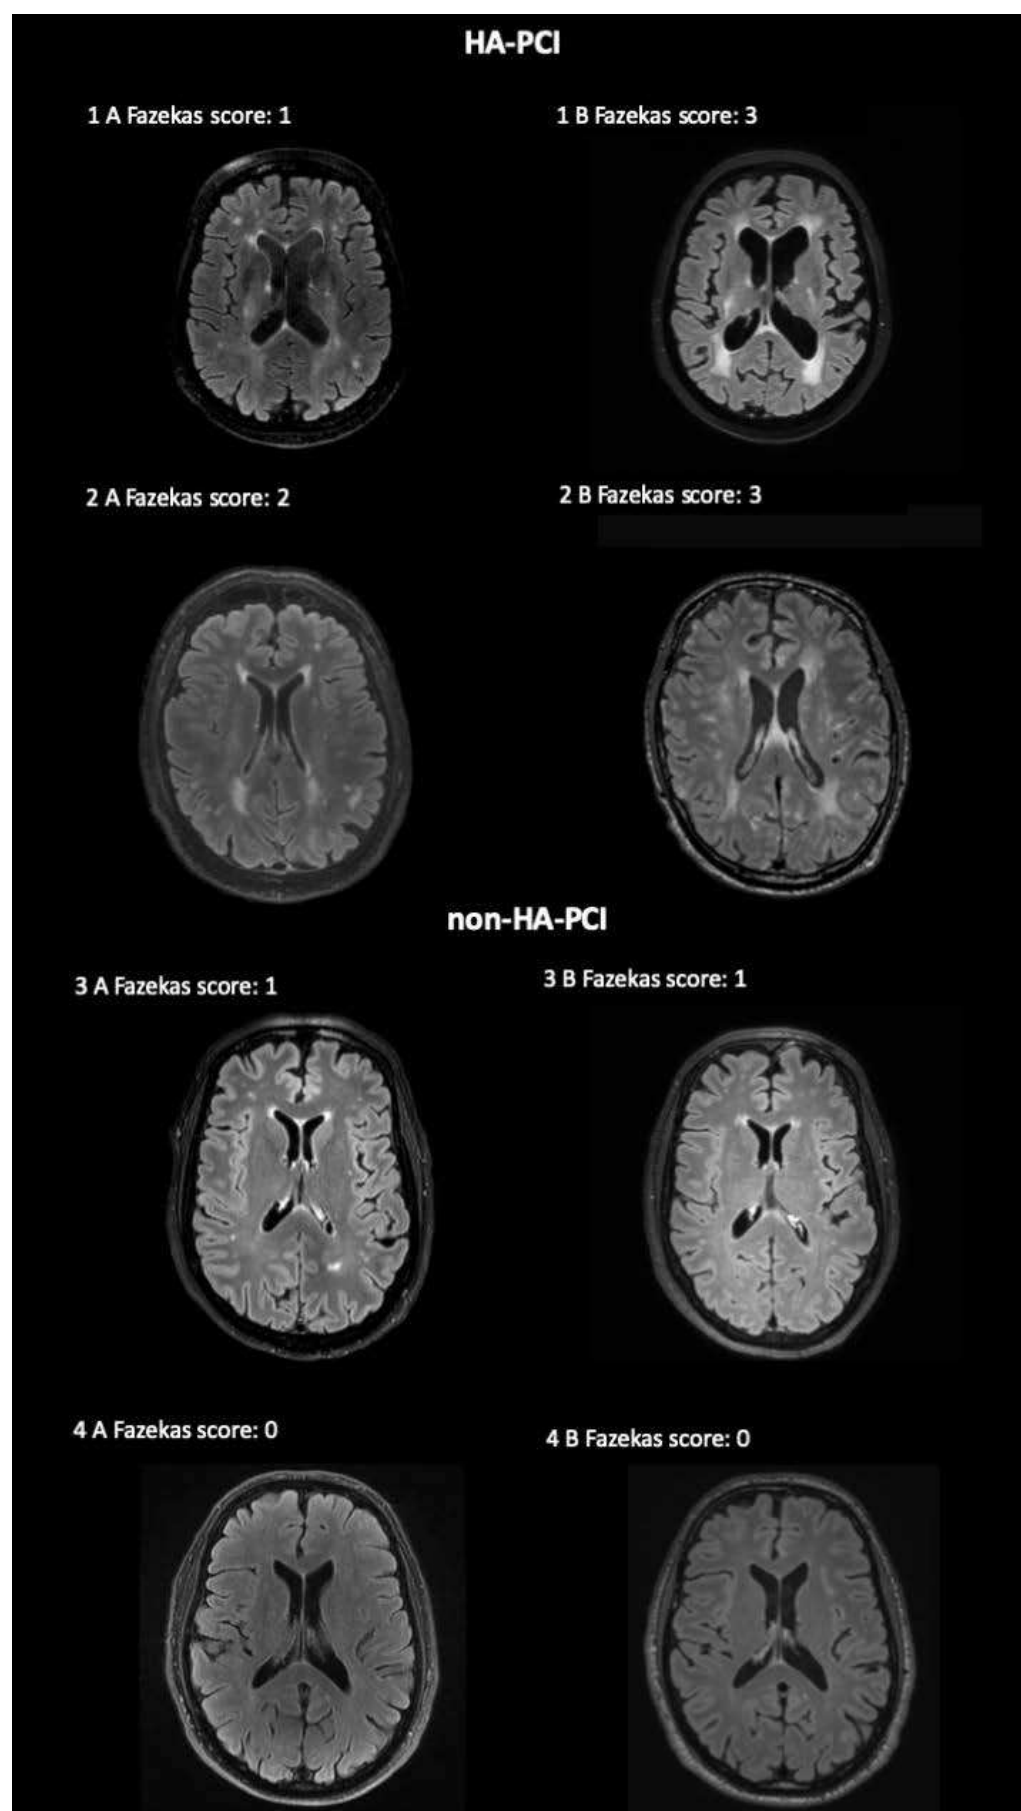 HA-PCI
1 A Fazekas score: 1
1 B Fazekas score: 3
2 A Fazekas score: 2
2 B Fazekas score: 3
non-HA-PCI
3 A Fazekas score: 1
3 B Fazekas score: 1
4 A Fazekas score: 0
4 B Fazekas score: 0